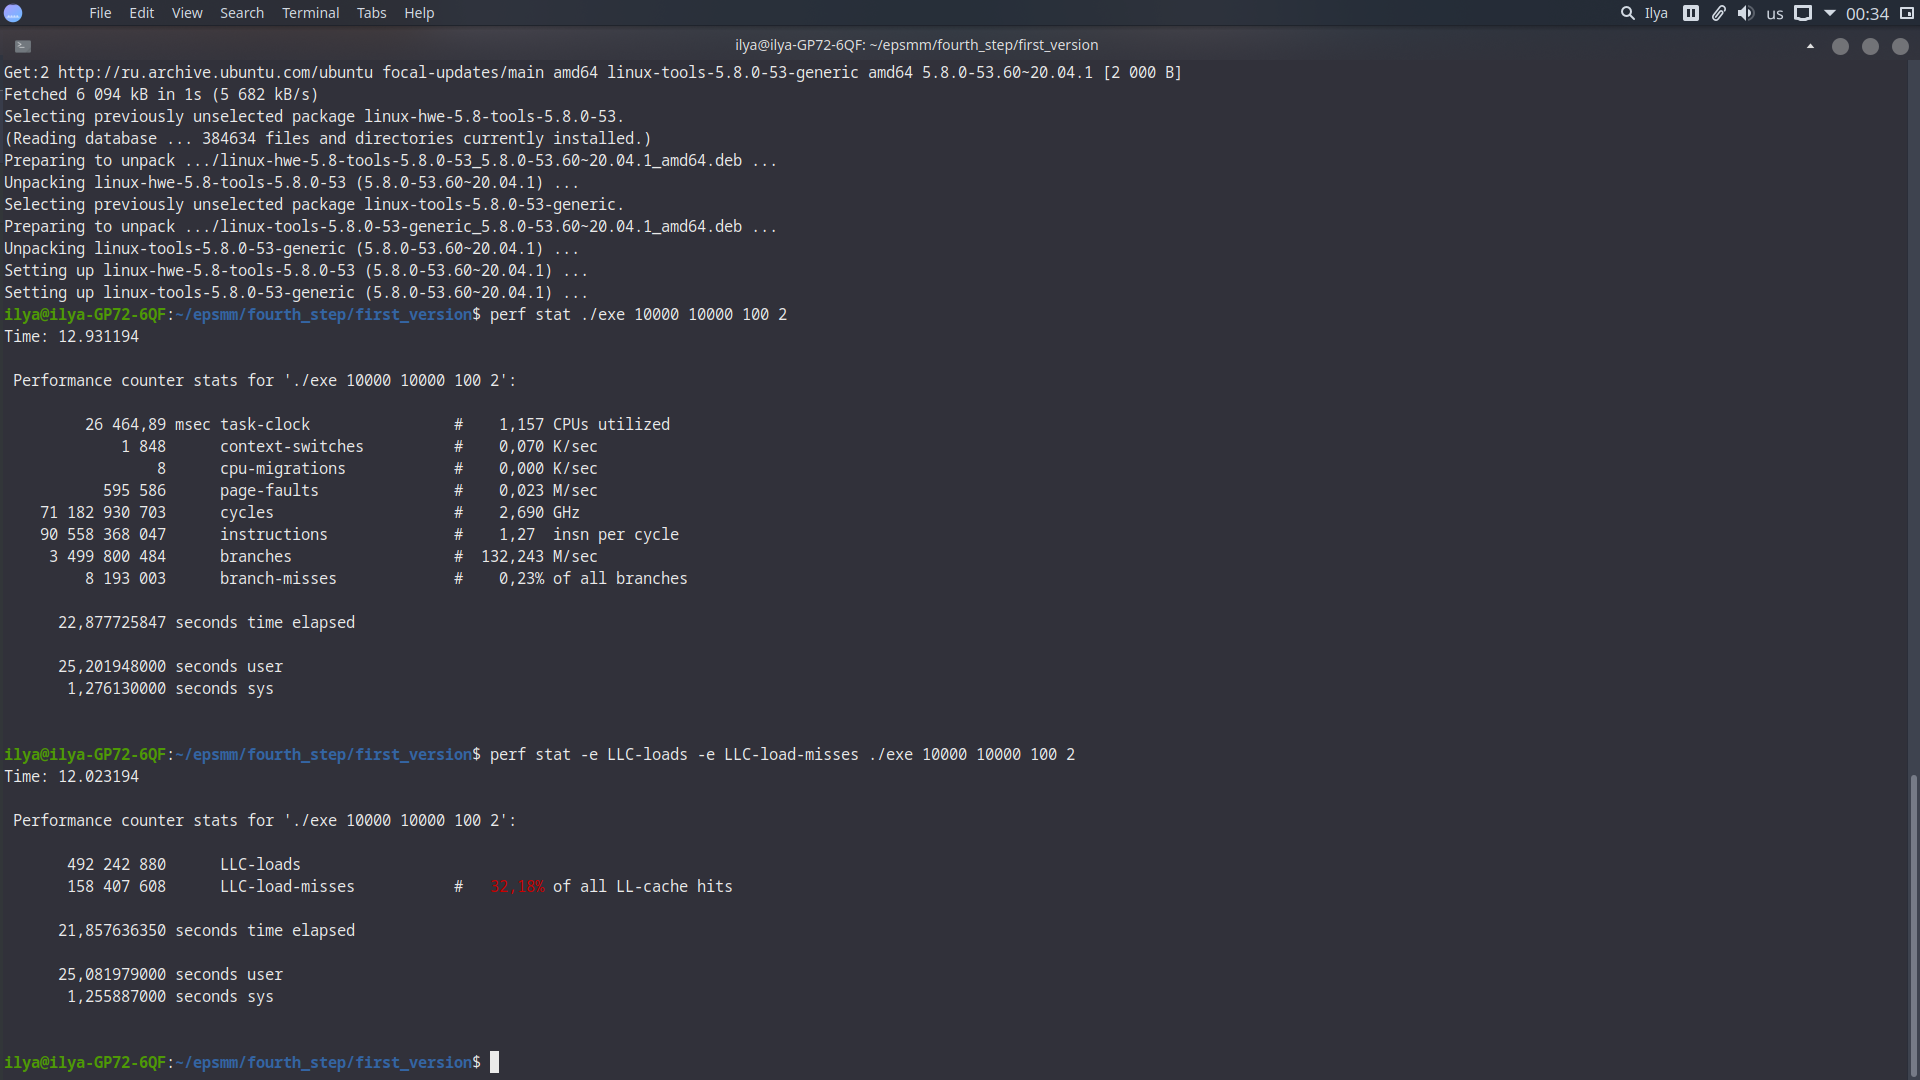 File Edit View Search Terminal Tabs Help Ilya us 00:34
ilya@ilya-GP72-6QF: ~/epsmm/fourth_step/first_version
Get:2 http://ru.archive.ubuntu.com/ubuntu focal-updates/main amd64 linux-tools-5.8.0-53-generic amd64 5.8.0-53.60~20.04.1 [2 000 B]
Fetched 6 094 kB in 1s (5 682 kB/s)
Selecting previously unselected package linux-hwe-5.8-tools-5.8.0-53.
(Reading database ... 384634 files and directories currently installed.)
Preparing to unpack .../linux-hwe-5.8-tools-5.8.0-53_5.8.0-53.60~20.04.1_amd64.deb ...
Unpacking linux-hwe-5.8-tools-5.8.0-53 (5.8.0-53.60~20.04.1) ...
Selecting previously unselected package linux-tools-5.8.0-53-generic.
Preparing to unpack .../linux-tools-5.8.0-53-generic_5.8.0-53.60~20.04.1_amd64.deb ...
Unpacking linux-tools-5.8.0-53-generic (5.8.0-53.60~20.04.1) ...
Setting up linux-hwe-5.8-tools-5.8.0-53 (5.8.0-53.60~20.04.1) ...
Setting up linux-tools-5.8.0-53-generic (5.8.0-53.60~20.04.1) ...
ilya@ilya-GP72-6QF:~/epsmm/fourth_step/first_version$ perf stat ./exe 10000 10000 100 2
Time: 12.931194
Performance counter stats for './exe 10000 10000 100 2':
26 464,89 msec task-clock # 1,157 CPUs utilized
1 848 context-switches # 0,070 K/sec
8 cpu-migrations # 0,000 K/sec
595 586 page-faults # 0,023 M/sec
71 182 930 703 cycles # 2,690 GHz
90 558 368 047 instructions # 1,27 insn per cycle
3 499 800 484 branches # 132,243 M/sec
8 193 003 branch-misses # 0,23% of all branches
22,877725847 seconds time elapsed
25,201948000 seconds user
1,276130000 seconds sys
ilya@ilya-GP72-6QF:~/epsmm/fourth_step/first_version$ perf stat -e LLC-loads -e LLC-load-misses ./exe 10000 10000 100 2
Time: 12.023194
Performance counter stats for './exe 10000 10000 100 2':
492 242 880 LLC-loads
158 407 608 LLC-load-misses # 32,18% of all LL-cache hits
21,857636350 seconds time elapsed
25,081979000 seconds user
1,255887000 seconds sys
ilya@ilya-GP72-6QF:~/epsmm/fourth_step/first_version$